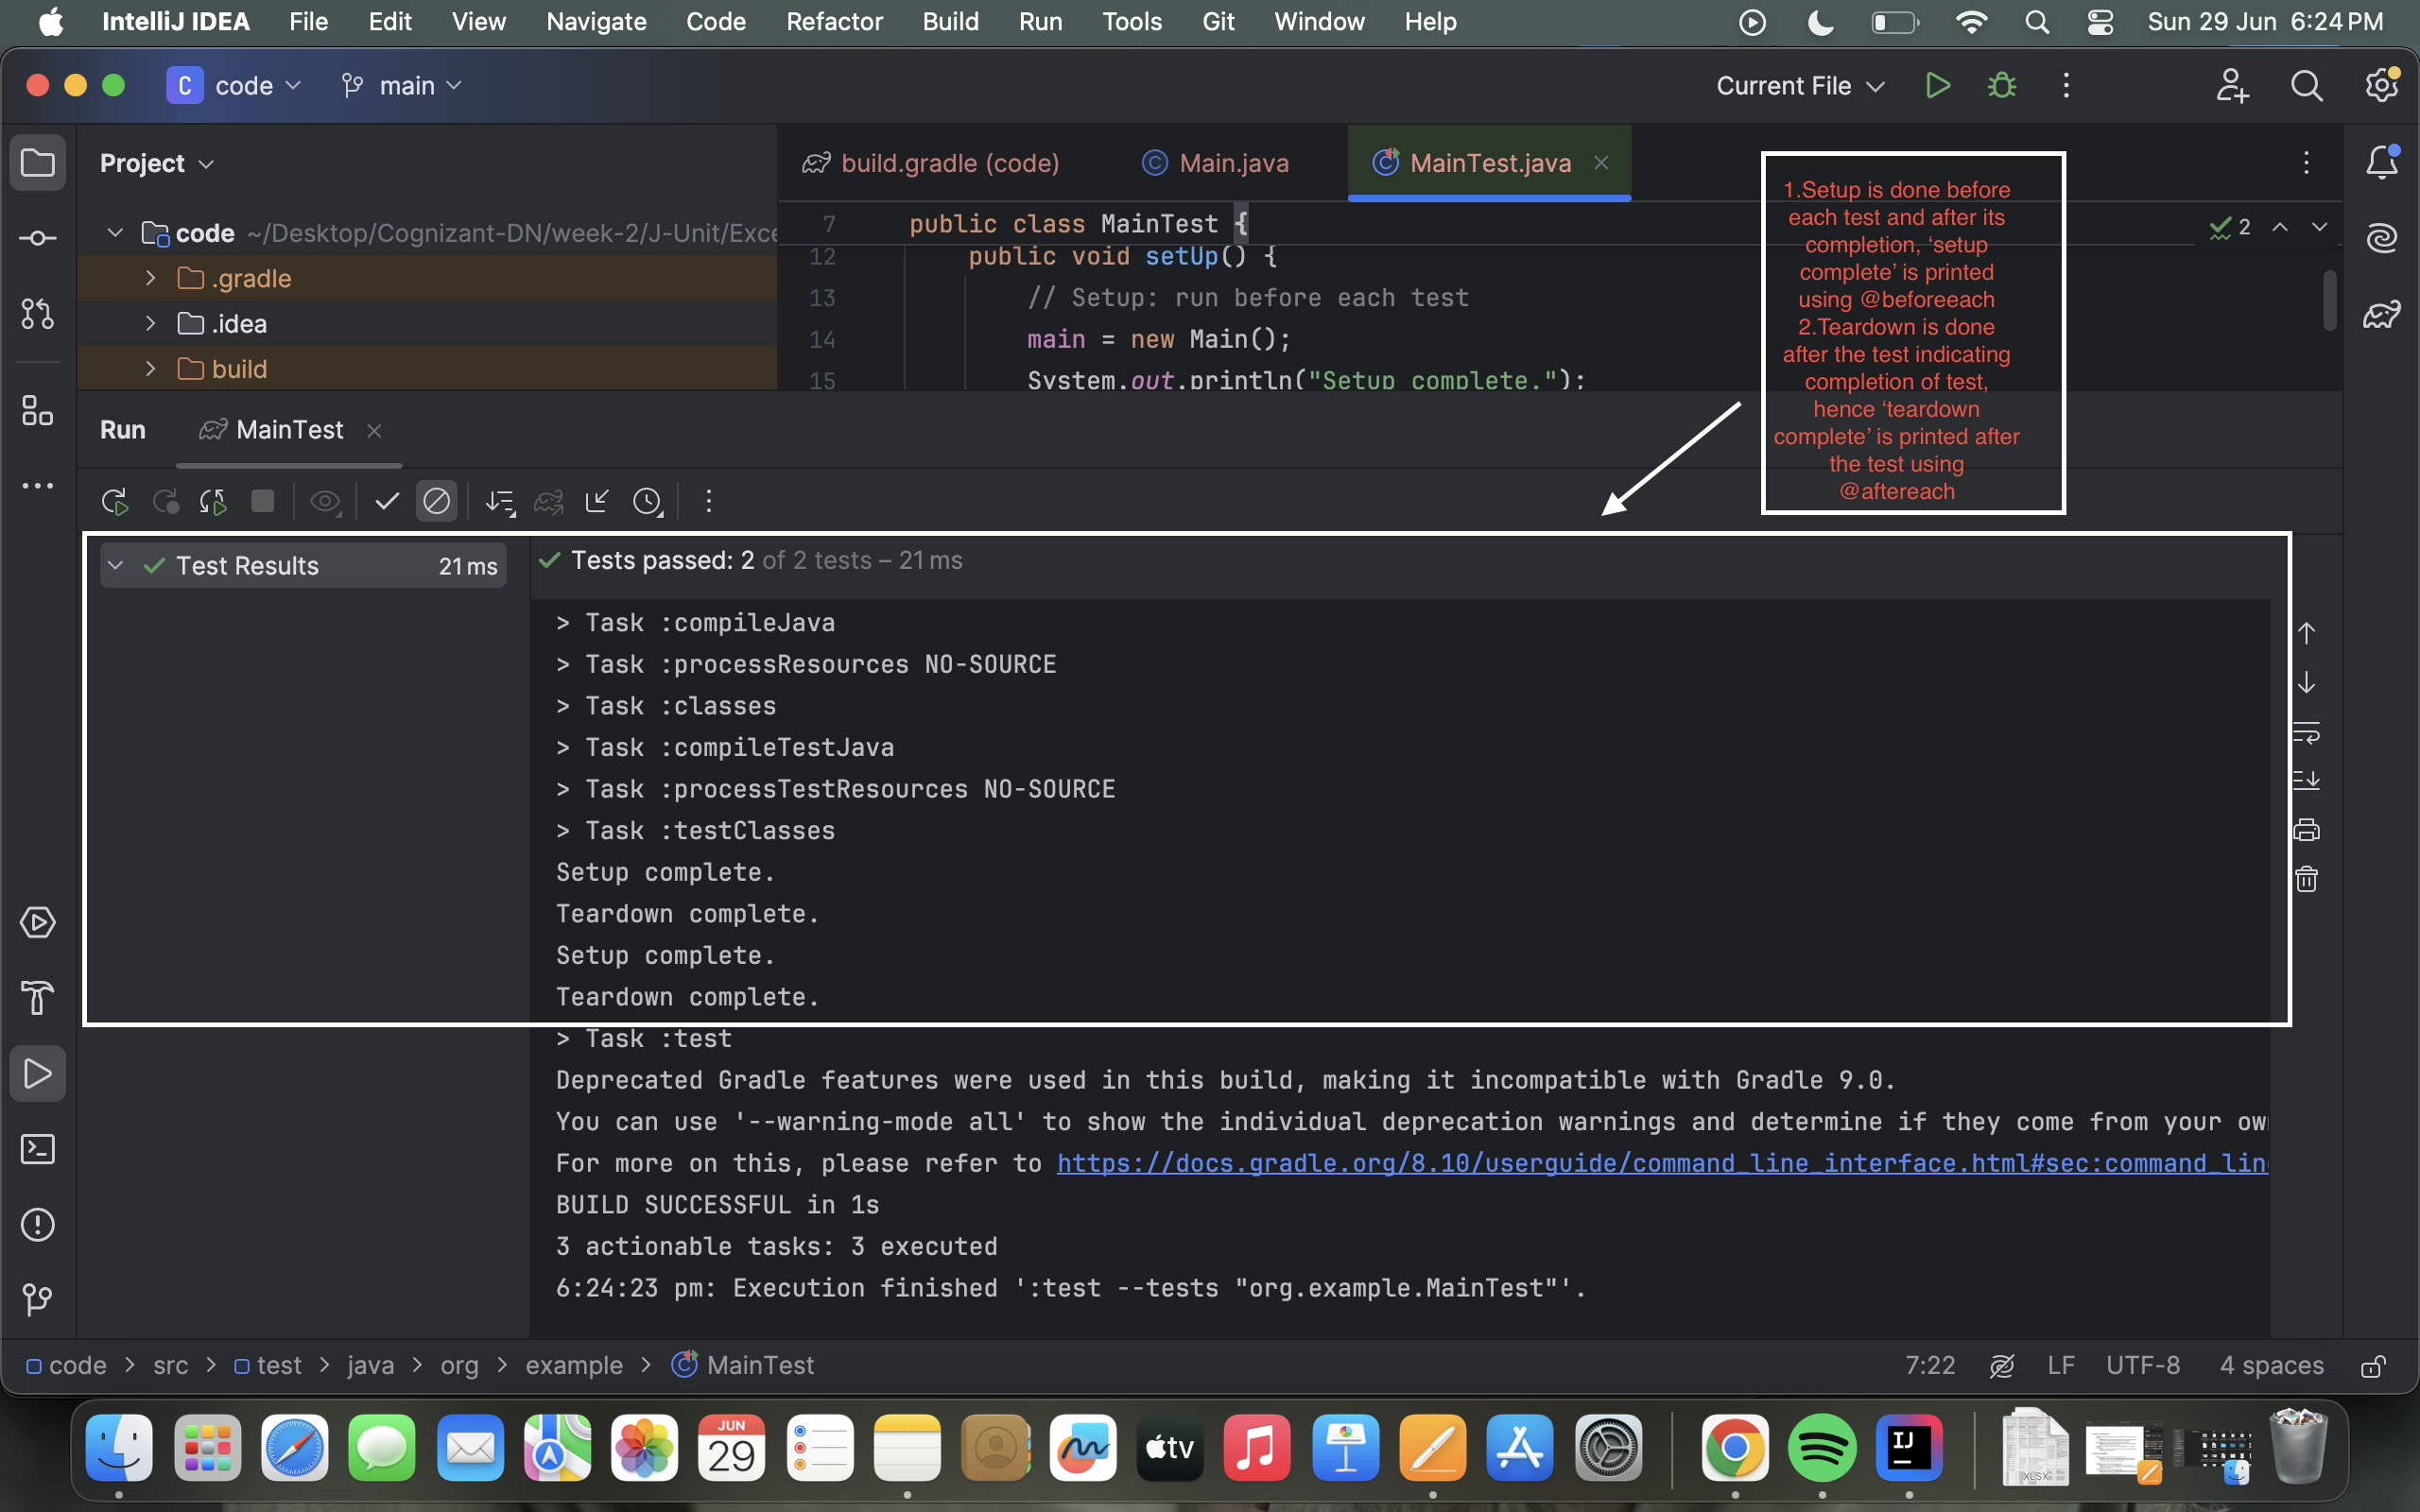 IntelliJ IDEA File Edit View Navigate Code Refactor Build Run Tools Git Window Help Sun 29 Jun 6:24 PM
C code main Current File
Project
build.gradle (code) Main.java MainTest.java
code ~/Desktop/Cognizant-DN/week-2/J-Unit/Exce
.gradle
.idea
build
7 public class MainTest {
12 public void setUp() {
13 // Setup: run before each test
14 main = new Main();
15 System.out.println("Setup complete.");
2
1.Setup is done before
each test and after its
completion, ‘setup
complete’ is printed
using @beforeeach
2.Teardown is done
after the test indicating
completion of test,
hence ‘teardown
complete’ is printed after
the test using
@aftereach
Run MainTest
Test Results 21 ms
Tests passed: 2 of 2 tests – 21 ms
> Task :compileJava
> Task :processResources NO-SOURCE
> Task :classes
> Task :compileTestJava
> Task :processTestResources NO-SOURCE
> Task :testClasses
Setup complete.
Teardown complete.
Setup complete.
Teardown complete.
> Task :test
Deprecated Gradle features were used in this build, making it incompatible with Gradle 9.0.
You can use '--warning-mode all' to show the individual deprecation warnings and determine if they come from your ow
For more on this, please refer to https://docs.gradle.org/8.10/userguide/command_line_interface.html#sec:command_lin
BUILD SUCCESSFUL in 1s
3 actionable tasks: 3 executed
6:24:23 pm: Execution finished ':test --tests "org.example.MainTest"'.
code > src > test > java > org > example > MainTest 7:22 LF UTF-8 4 spaces
JUN
29
tv
IJ
XLSX